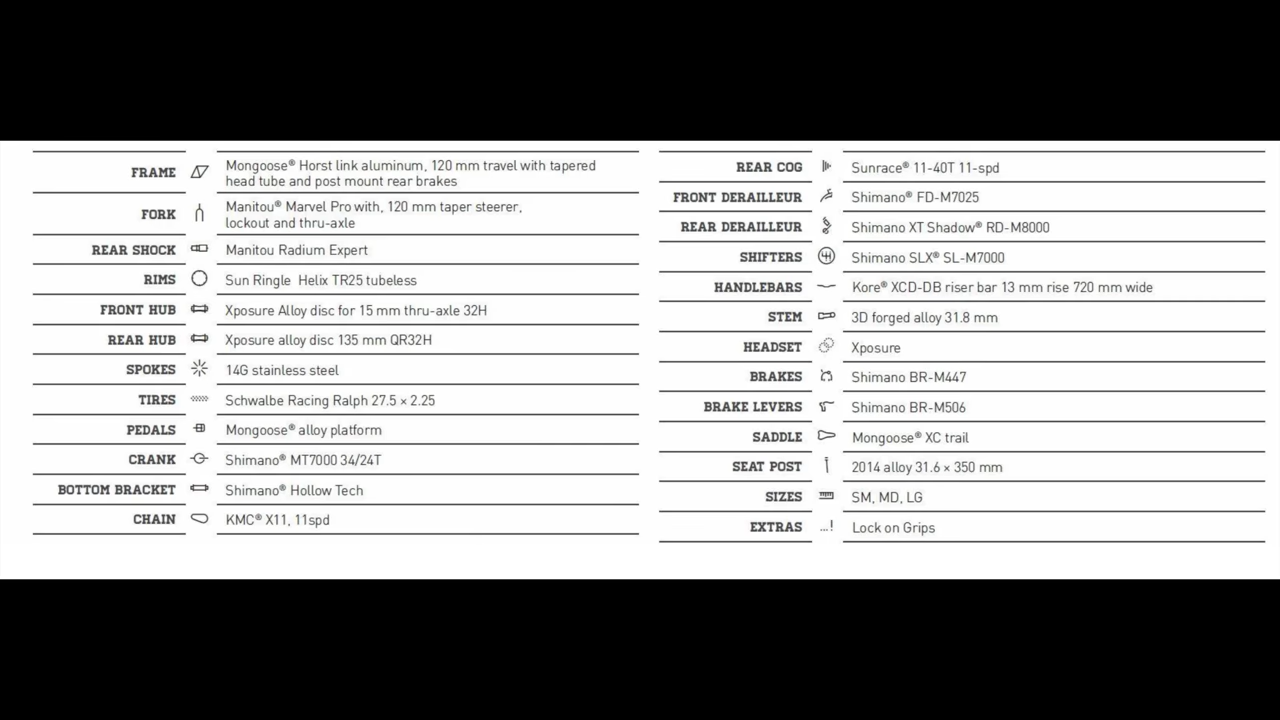 FRAME Mongoose® Horst link aluminum, 120 mm travel with tapered
head tube and post mount rear brakes
FORK Manitou® Marvel Pro with, 120 mm taper steerer,
lockout and thru-axle
REAR SHOCK Manitou Radium Expert
RIMS Sun Ringle Helix TR25 tubeless
FRONT HUB Xposure Alloy disc for 15 mm thru-axle 32H
REAR HUB Xposure alloy disc 135 mm QR32H
SPOKES 14G stainless steel
TIRES Schwalbe Racing Ralph 27.5 × 2.25
PEDALS Mongoose® alloy platform
CRANK Shimano® MT7000 34/24T
BOTTOM BRACKET Shimano® Hollow Tech
CHAIN KMC® X11, 11spd
REAR COG Sunrace® 11-40T 11-spd
FRONT DERAILLEUR Shimano® FD-M7025
REAR DERAILLEUR Shimano XT Shadow® RD-M8000
SHIFTERS Shimano SLX® SL-M7000
HANDLEBARS Kore® XCD-DB riser bar 13 mm rise 720 mm wide
STEM 3D forged alloy 31.8 mm
HEADSET Xposure
BRAKES Shimano BR-M447
BRAKE LEVERS Shimano BR-M506
SADDLE Mongoose® XC trail
SEAT POST 2014 alloy 31.6 × 350 mm
SIZES SM, MD, LG
EXTRAS ...! Lock on Grips